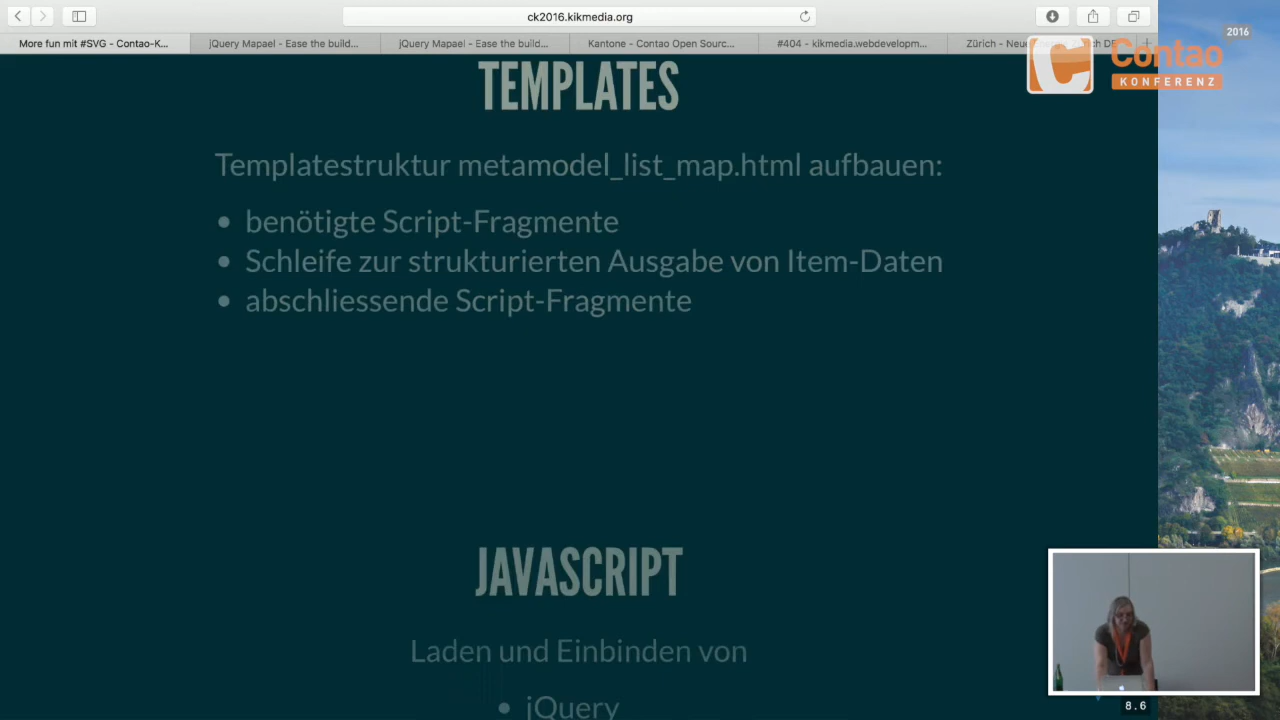 ck2016.kikmedia.org
More fun mit #SVG - Contao-K...
jQuery Mapael - Ease the build...
jQuery Mapael - Ease the build...
Kantone - Contao Open Sourc...
#404 - kikmedia.webdevelopm...
2016
Contao
KONFERENZ
TEMPLATES
Templatestruktur metamodel_list_map.html aufbauen:
• benötigte Script-Fragmente
• Schleife zur strukturierten Ausgabe von Item-Daten
• abschliessende Script-Fragmente
JAVASCRIPT
Laden und Einbinden von
• jQuery
8.6